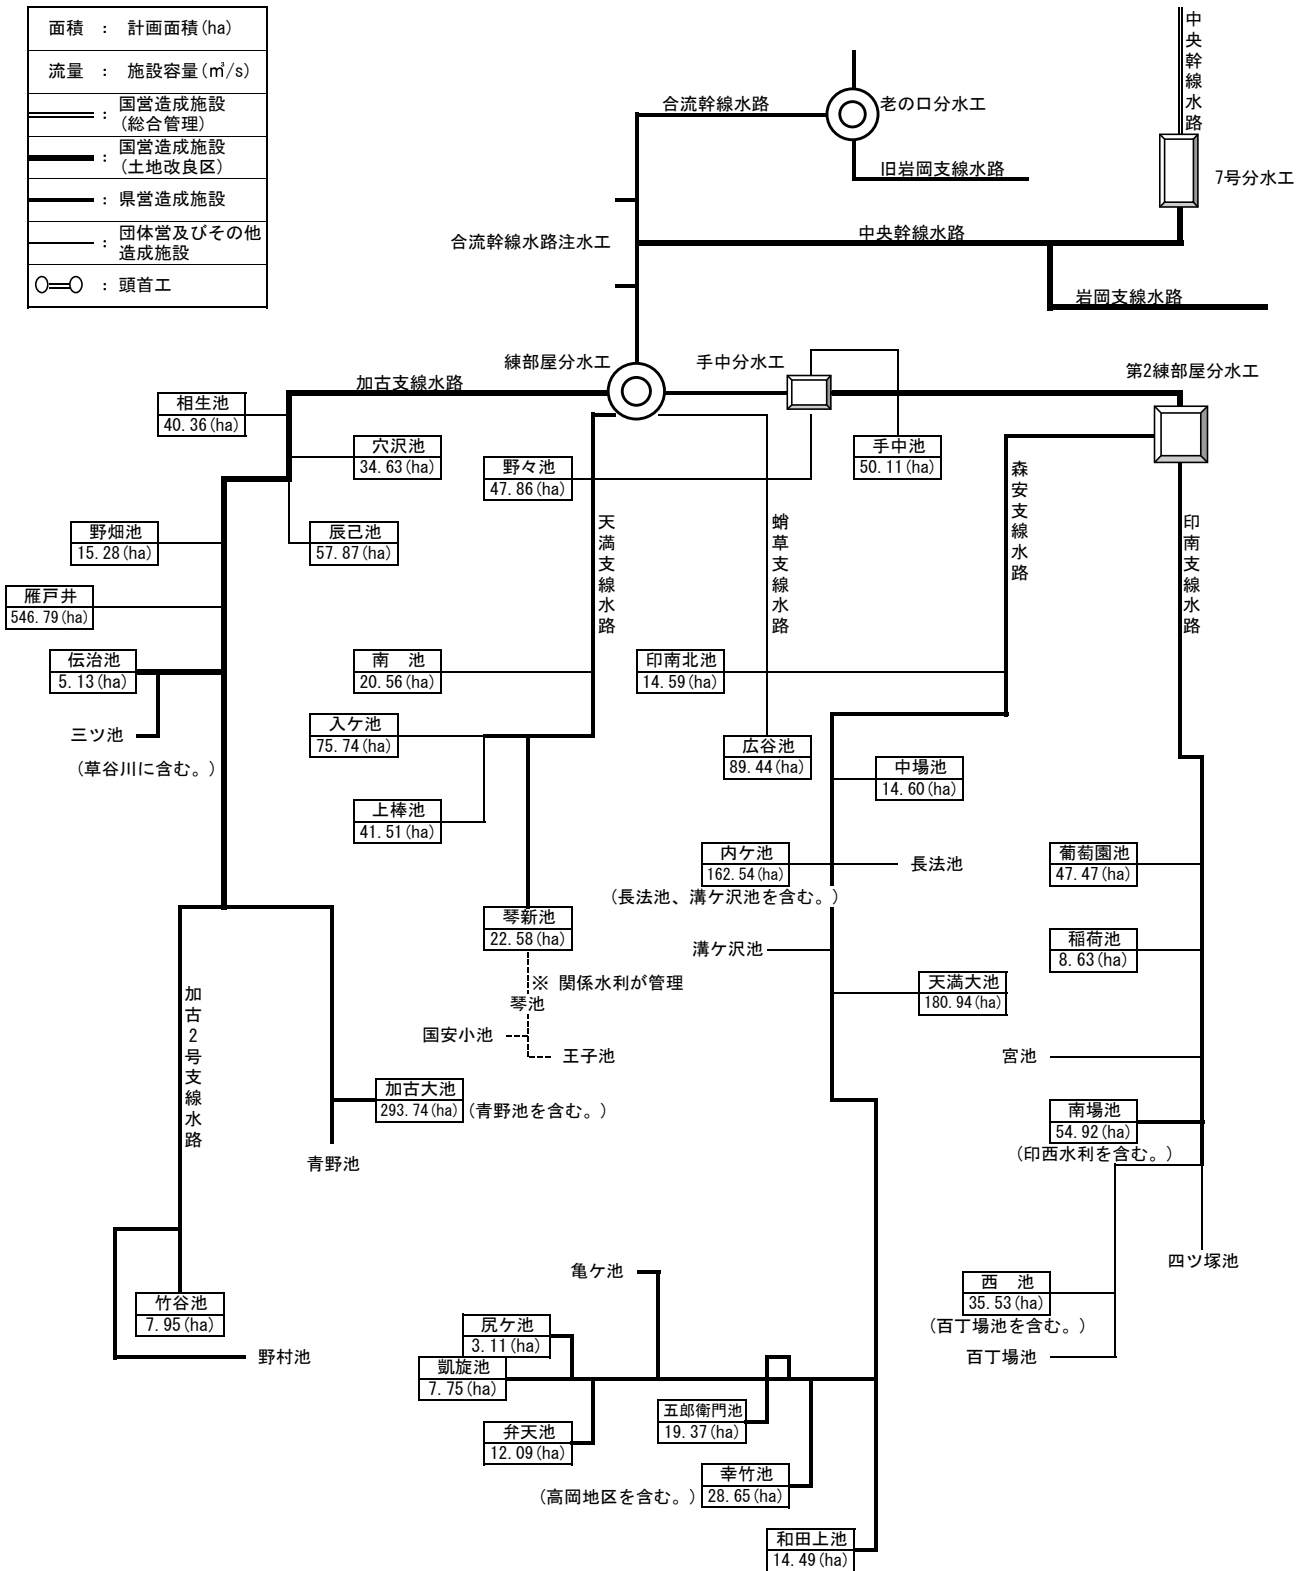 面積 : 計画面積(ha)
流量 : 施設容量(㎥/s)
: 国営造成施設
(総合管理)
: 国営造成施設
(土地改良区)
: 県営造成施設
: 団体営及びその他
造成施設
: 頭首工
中央幹線水路
合流幹線水路
老の口分水工
旧岩岡支線水路
7号分水工
合流幹線水路注水工
中央幹線水路
岩岡支線水路
練部屋分水工
手中分水工
第2練部屋分水工
加古支線水路
相生池
40.36(ha)
穴沢池
34.63(ha)
野々池
47.86(ha)
手中池
50.11(ha)
森安支線水路
天満支線水路
蛸草支線水路
印南支線水路
野畑池
15.28(ha)
辰己池
57.87(ha)
雁戸井
546.79(ha)
伝治池
5.13(ha)
南 池
20.56(ha)
印南北池
14.59(ha)
三ツ池
(草谷川に含む。)
入ケ池
75.74(ha)
広谷池
89.44(ha)
中場池
14.60(ha)
上棒池
41.51(ha)
内ケ池
162.54(ha)
(長法池、溝ケ沢池を含む。)
長法池
葡萄園池
47.47(ha)
琴新池
22.58(ha)
溝ケ沢池
稲荷池
8.63(ha)
※ 関係水利が管理
琴池
国安小池
王子池
天満大池
180.94(ha)
宮池
加古2号支線水路
加古大池
293.74(ha)
(青野池を含む。)
青野池
南場池
54.92(ha)
(印西水利を含む。)
四ツ塚池
亀ケ池
西 池
35.53(ha)
(百丁場池を含む。)
百丁場池
竹谷池
7.95(ha)
野村池
尻ケ池
3.11(ha)
凱旋池
7.75(ha)
弁天池
12.09(ha)
五郎衛門池
19.37(ha)
幸竹池
28.65(ha)
(高岡地区を含む。)
和田上池
14.49(ha)